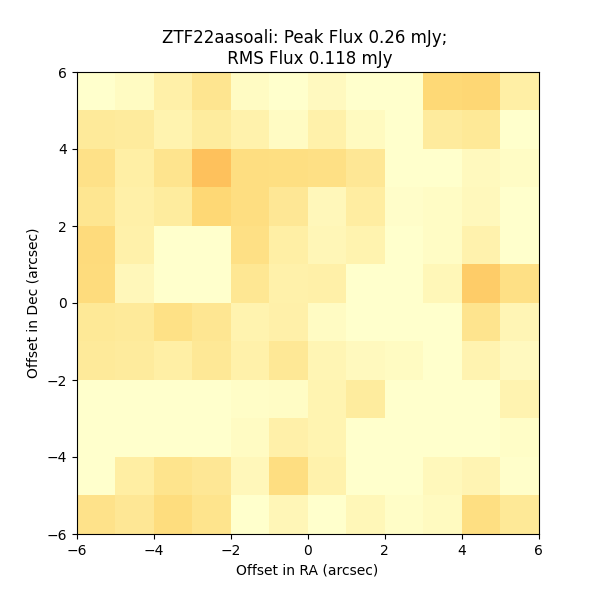 ZTF22aasoali: Peak Flux 0.26 mJy;
RMS Flux 0.118 mJy
6
4
2
0
−2
−4
−6
Offset in Dec (arcsec)
−6 −4 −2 0 2 4 6
Offset in RA (arcsec)